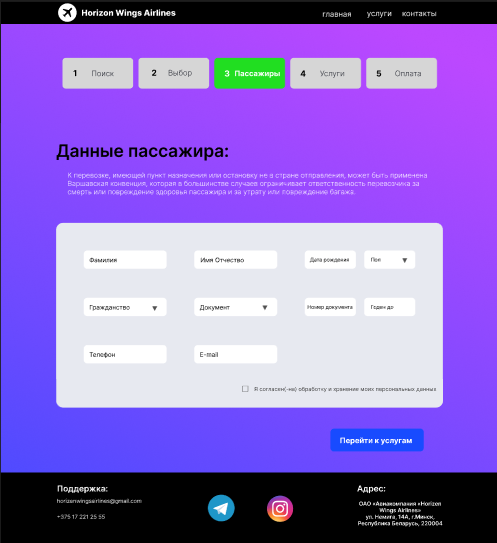 Horizon Wings Airlines главная услуги контакты
1 Поиск 2 Выбор 3 Пассажиры 4 Услуги 5 Оплата
Данные пассажира:
К перевозке, имеющей пункт назначения или остановку не в стране отправления, может быть применена
Варшавская конвенция, которая в большинстве случаев ограничивает ответственность перевозчика за
смерть или повреждение здоровья пассажира и за утрату или повреждение багажа.
Фамилия Имя Отчество Дата рождения Пол
Гражданство Документ Номер документа Годен до
Телефон E-mail
Я согласен(-на) обработку и хранение моих персональных данных
Перейти к услугам
Поддержка:
horizonwingsairlines@gmail.com
+375 17 221 25 55
Адрес:
ОАО «Авиакомпания «Horizon
Wings Airlines»
ул. Немига, 14А, г.Минск,
Республика Беларусь, 220004